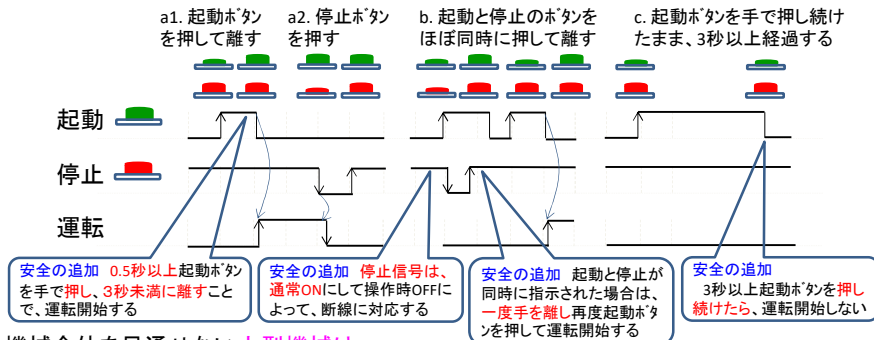 a1. 起動ボタン
を押して離す
a2. 停止ボタン
を押す
b. 起動と停止のボタンを
ほぼ同時に押して離す
c. 起動ボタンを手で押し続け
たまま、3秒以上経過する
起動
停止
運転
安全の追加 0.5秒以上起動ボタン
を手で押し、3秒未満に離すこと
で、運転開始する
安全の追加 停止信号は、
通常ONにして操作時OFF
によって、断線に対応する
安全の追加 起動と停止が
同時に指示された場合は、
一度手を離し再度起動ボタ
ンを押して運転開始する
安全の追加
3秒以上起動ボタンを押し
続けたら、運転開始しない